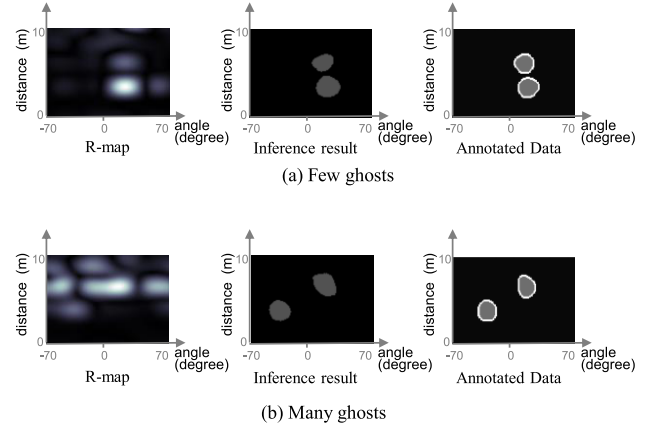 distance (m)
10
0
-70
0
70
angle
(degree)
R-map
distance (m)
10
0
-70
0
70
angle
(degree)
Inference result
distance (m)
10
0
-70
0
70
angle
(degree)
Annotated Data
(a) Few ghosts
distance (m)
10
0
-70
0
70
angle
(degree)
R-map
distance (m)
10
0
-70
0
70
angle
(degree)
Inference result
distance (m)
10
0
-70
0
70
angle
(degree)
Annotated Data
(b) Many ghosts